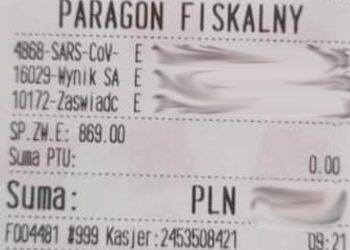 PARAGON FISKALNY
4868-SARS-CoV- E
16029-Wynik SA E
10172-Zaświadc E
SP.ZW.E: 869.00
Suma PTU: 0.00
Suma: PLN
F004481 #999 Kasjer:2453508421 09:21